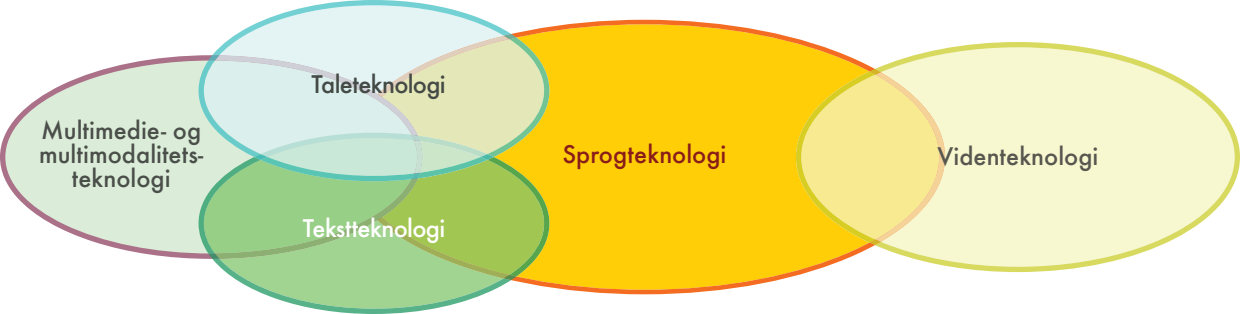 Taleteknologi
Multimedie- og
multimodalitets-
teknologi
Sprogteknologi
Videnteknologi
Tekstteknologi